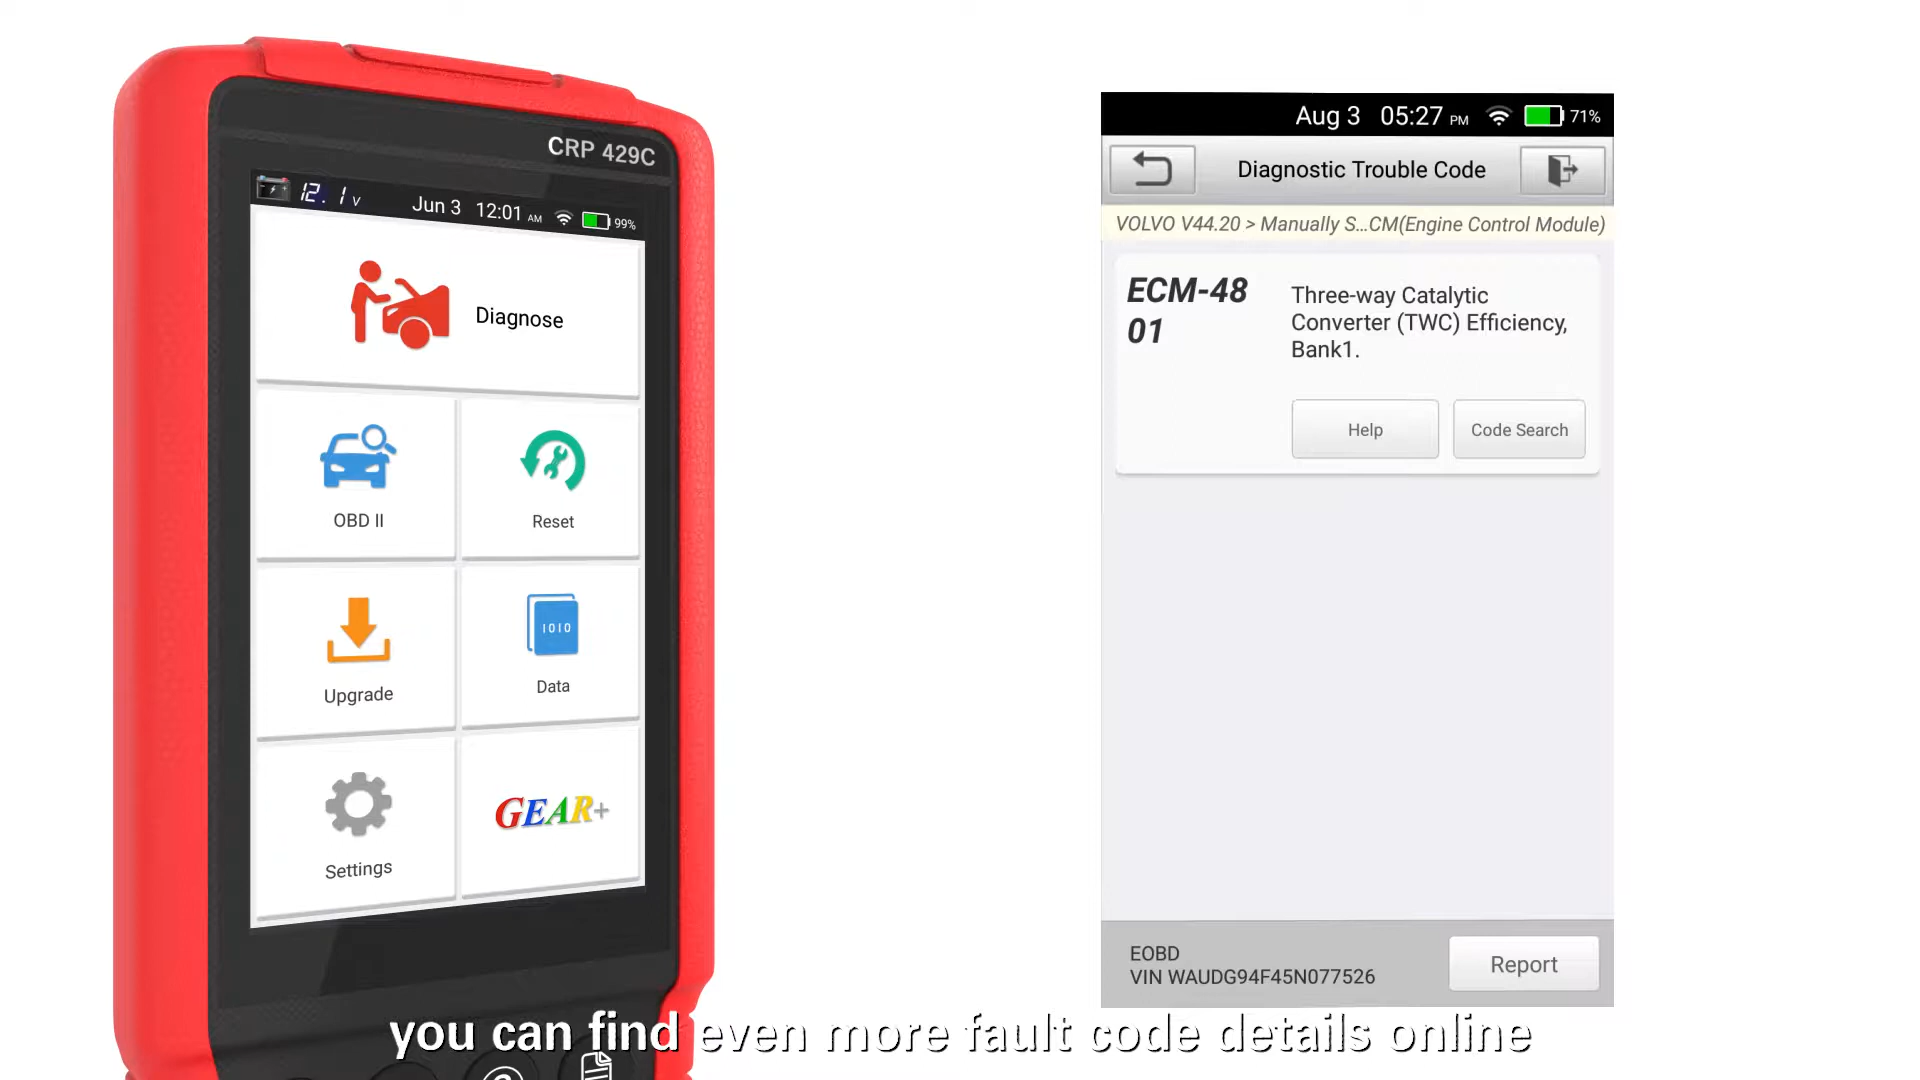 CRP 429C
12.1v Jun 3 12:01 AM 99%
Diagnose
OBD II
Reset
Upgrade
1010
Data
Settings
GEAR+
Aug 3 05:27 PM 71%
Diagnostic Trouble Code
VOLVO V44.20 > Manually S...CM(Engine Control Module)
ECM-48
01
Three-way Catalytic
Converter (TWC) Efficiency,
Bank1.
Help
Code Search
EOBD
VIN WAUDG94F45N077526
Report
you can find even more fault code details online